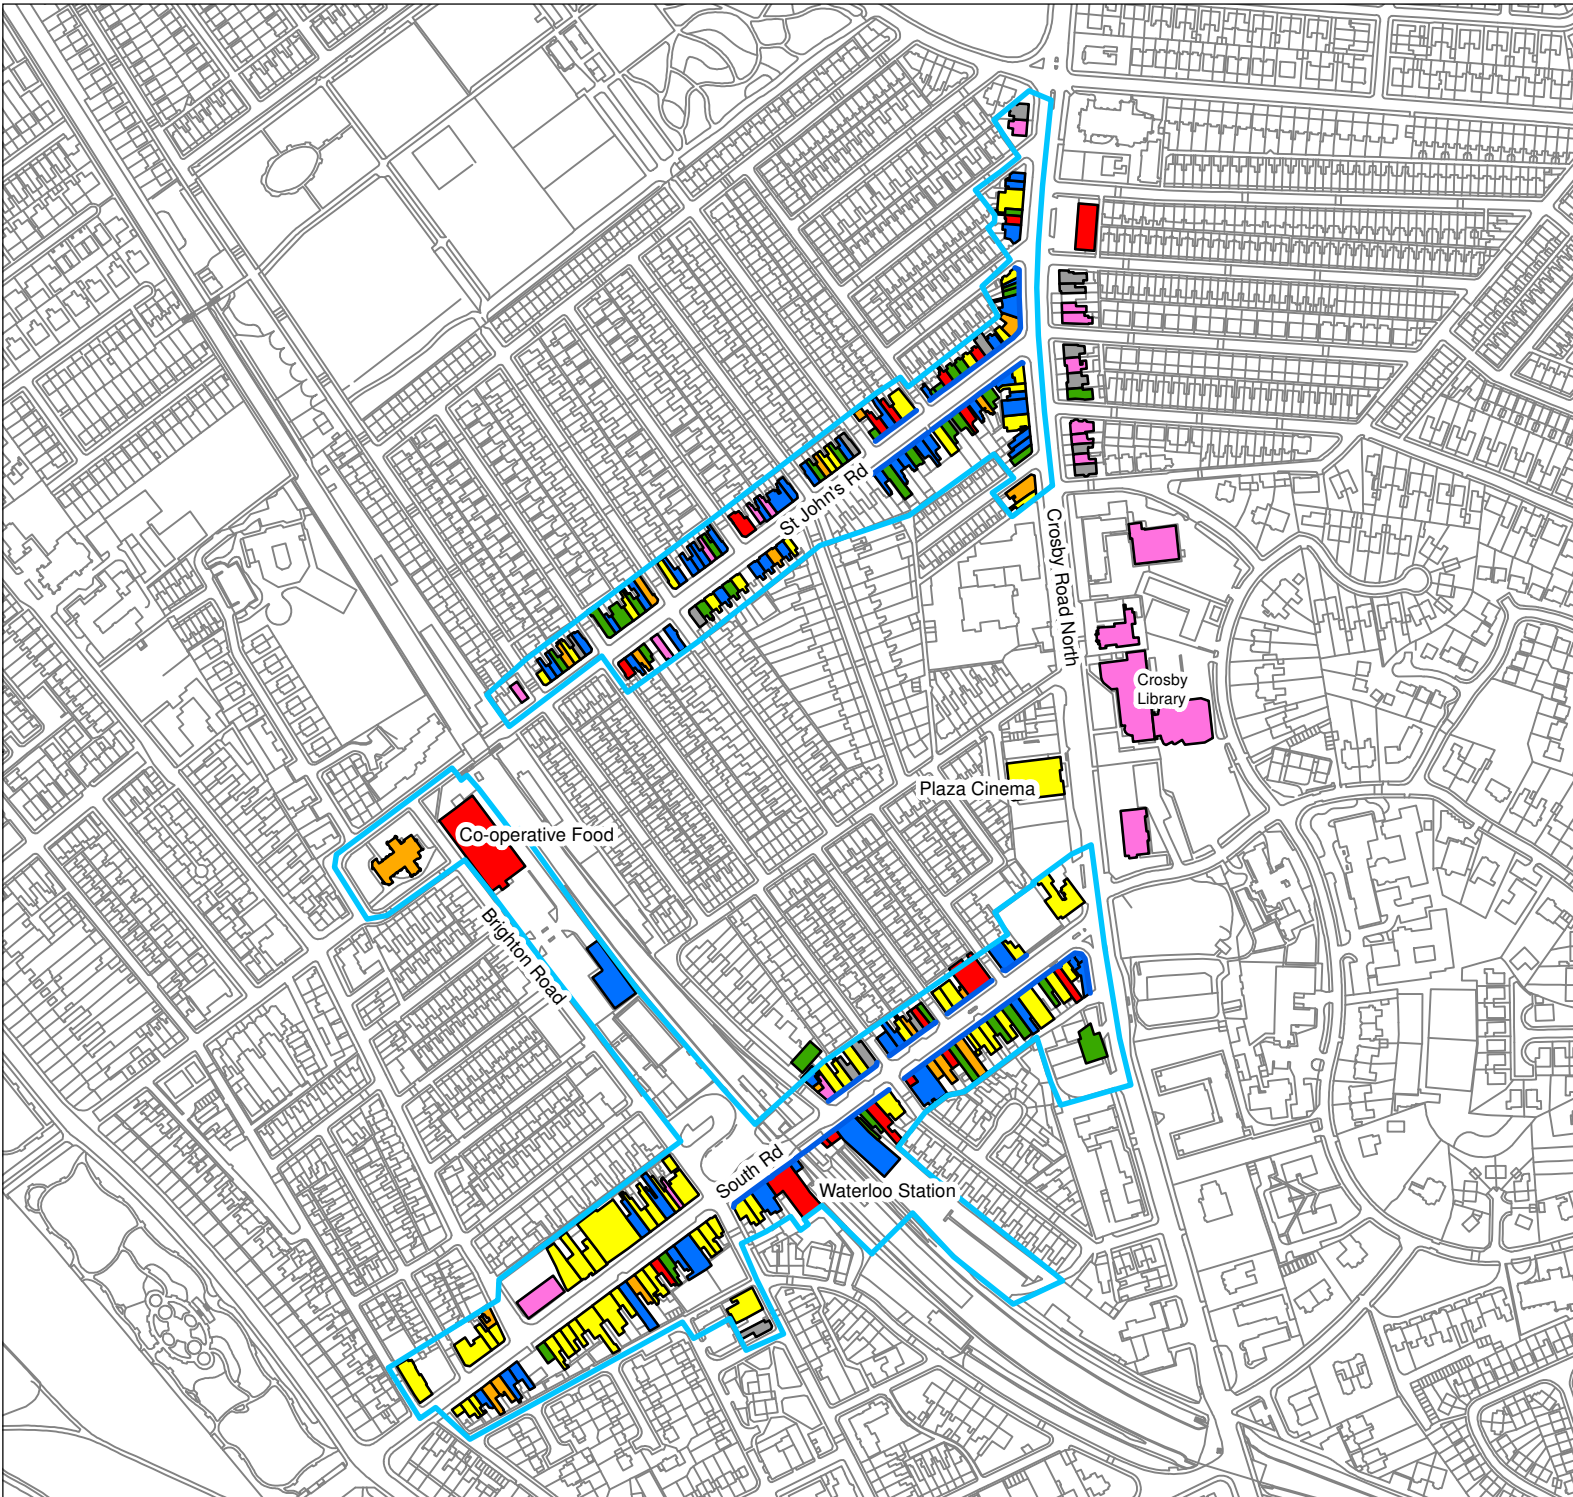 St John's Rd
Crosby Road North
Crosby
Library
Plaza Cinema
Co-operative Food
Brighton Road
South Rd
Waterloo Station